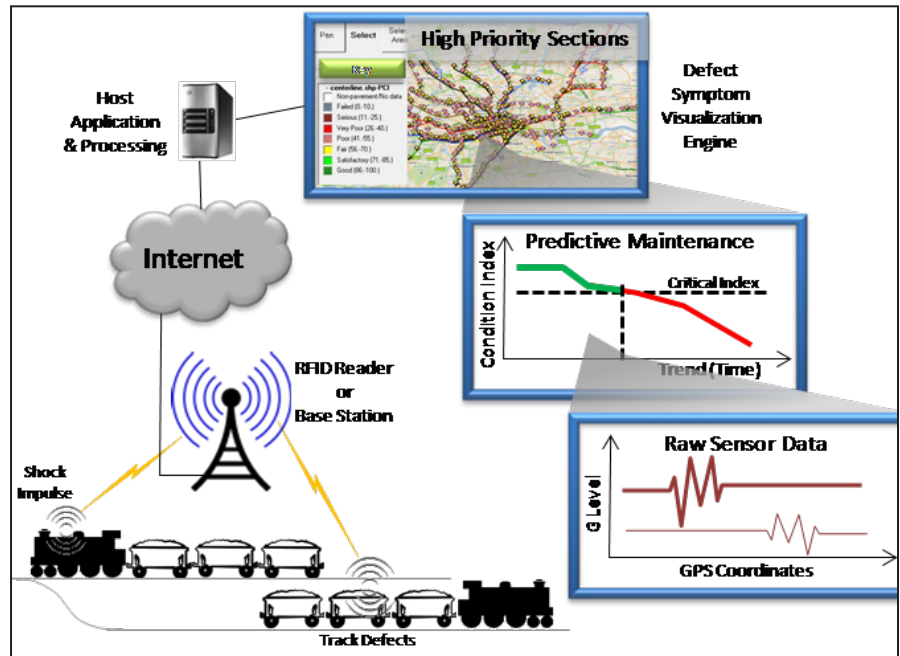 Pan
Select
Select
Area
High Priority Sections
Key
- centerline.shp-PCI
Non-pavement/No data
Failed (0.-10.)
Serious (11.-25.)
Very Poor (26.-40.)
Poor (41.-55.)
Fair (56.-70.)
Satisfactory (71.-85.)
Good (86.-100.)
Host
Application
& Processing
Defect
Symptom
Visualization
Engine
Internet
Predictive Maintenance
Condition Index
Critical Index
Trend (Time)
RFID Reader
or
Base Station
Raw Sensor Data
G Level
GPS Coordinates
Shock
Impulse
Track Defects